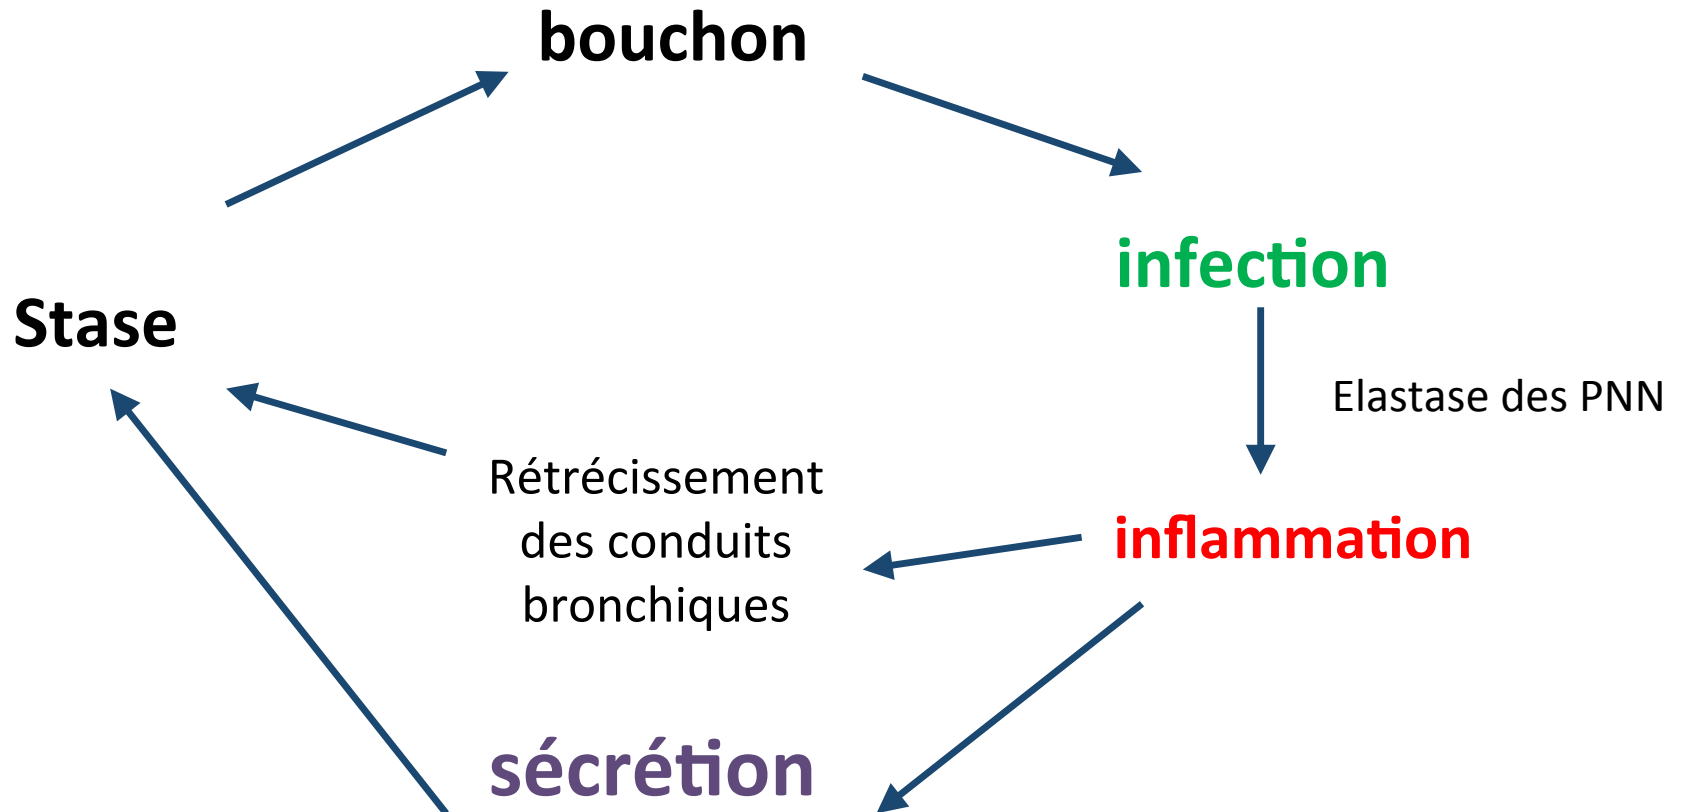 bouchon
infection
Stase
Elastase des PNN
Rétrécissement
des conduits
bronchiques
inflammation
sécrétion